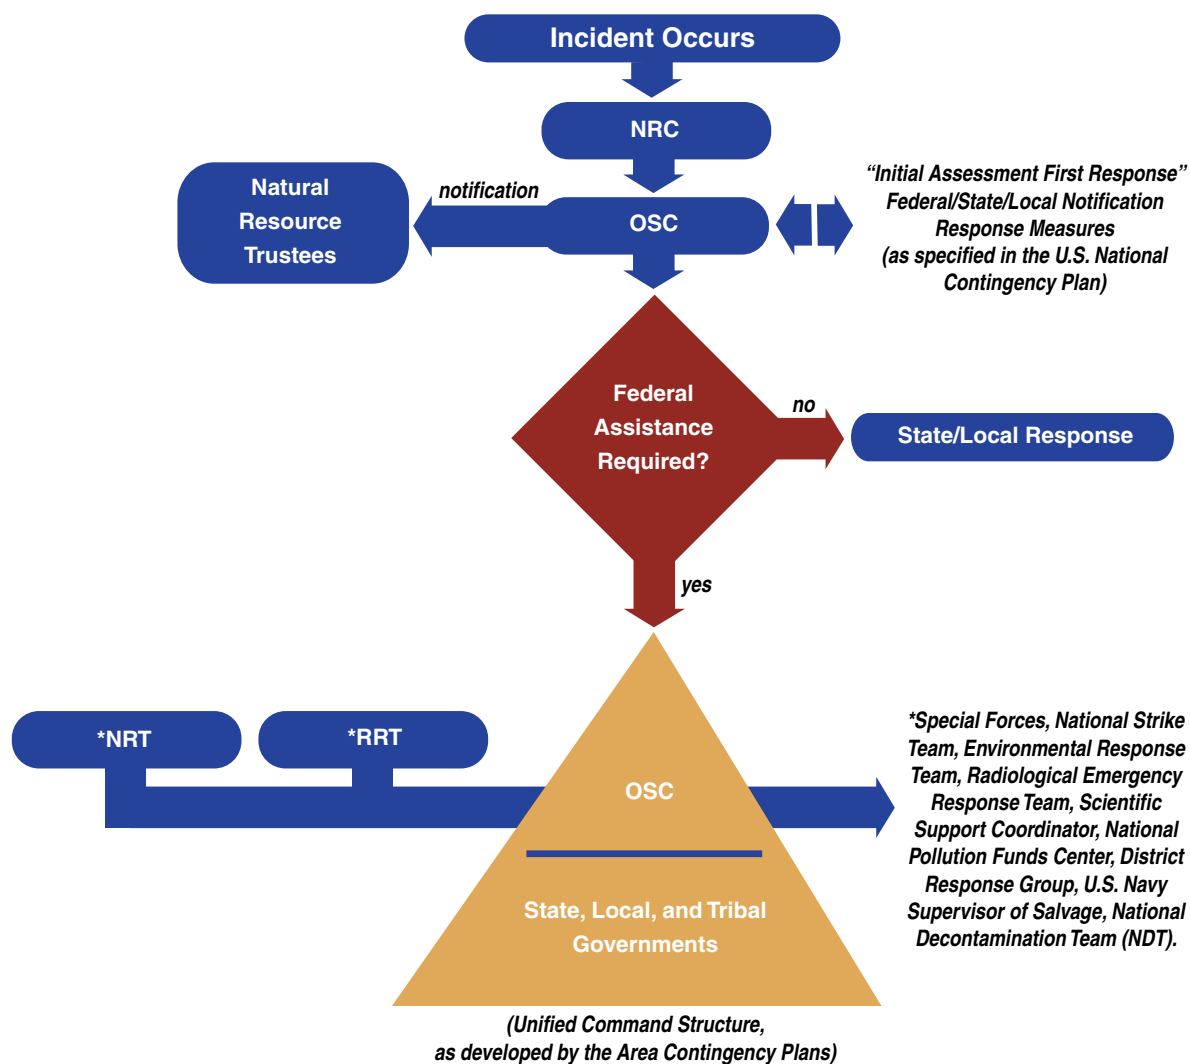 Incident Occurs
NRC
Natural
Resource
Trustees
notification
OSC
“Initial Assessment First Response”
Federal/State/Local Notification
Response Measures
(as specified in the U.S. National
Contingency Plan)
Federal
Assistance
Required?
no
State/Local Response
yes
*NRT
*RRT
OSC
State, Local, and Tribal
Governments
*Special Forces, National Strike
Team, Environmental Response
Team, Radiological Emergency
Response Team, Scientific
Support Coordinator, National
Pollution Funds Center, District
Response Group, U.S. Navy
Supervisor of Salvage, National
Decontamination Team (NDT).
(Unified Command Structure,
as developed by the Area Contingency Plans)